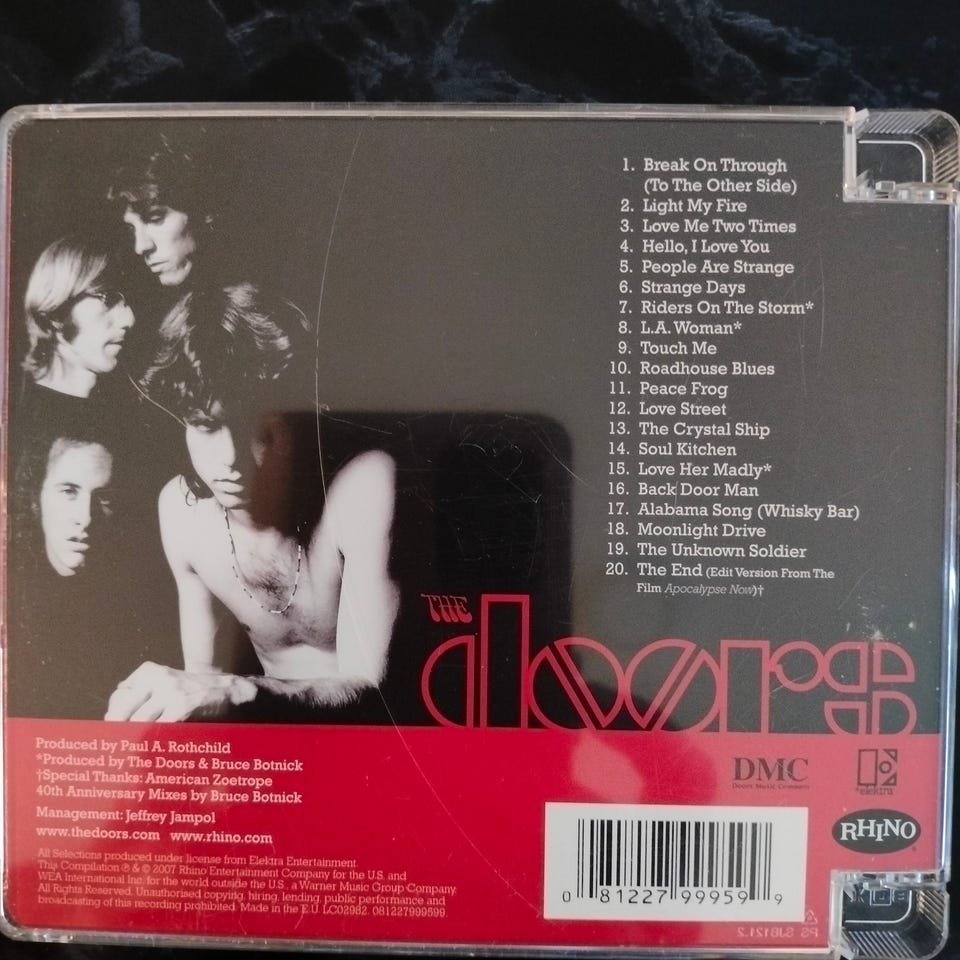 1. Break On Through
(To The Other Side)
2. Light My Fire
3. Love Me Two Times
4. Hello, I Love You
5. People Are Strange
6. Strange Days
7. Riders On The Storm*
8. L.A. Woman*
9. Touch Me
10. Roadhouse Blues
11. Peace Frog
12. Love Street
13. The Crystal Ship
14. Soul Kitchen
15. Love Her Madly*
16. Back Door Man
17. Alabama Song (Whisky Bar)
18. Moonlight Drive
19. The Unknown Soldier
20. The End (Edit Version From The
Film Apocalypse Now)†
THE
doors
Produced by Paul A. Rothchild
*Produced by The Doors & Bruce Botnick
†Special Thanks: American Zoetrope
40th Anniversary Mixes by Bruce Botnick
Management: Jeffrey Jampol
www.thedoors.com www.rhino.com
All Selections produced under license from Elektra Entertainment.
This Compilation ℗ & © 2007 Rhino Entertainment Company for the U.S. and
WEA International Inc. for the world outside the U.S., a Warner Music Group Company.
All Rights Reserved. Unauthorised copying, hiring, lending, public performance and
broadcasting of this recording prohibited. Made in the E.U. LC02982. 081227999599.
DMC
Doors Music Company
elektra
RHINO
0 81227 99959 9